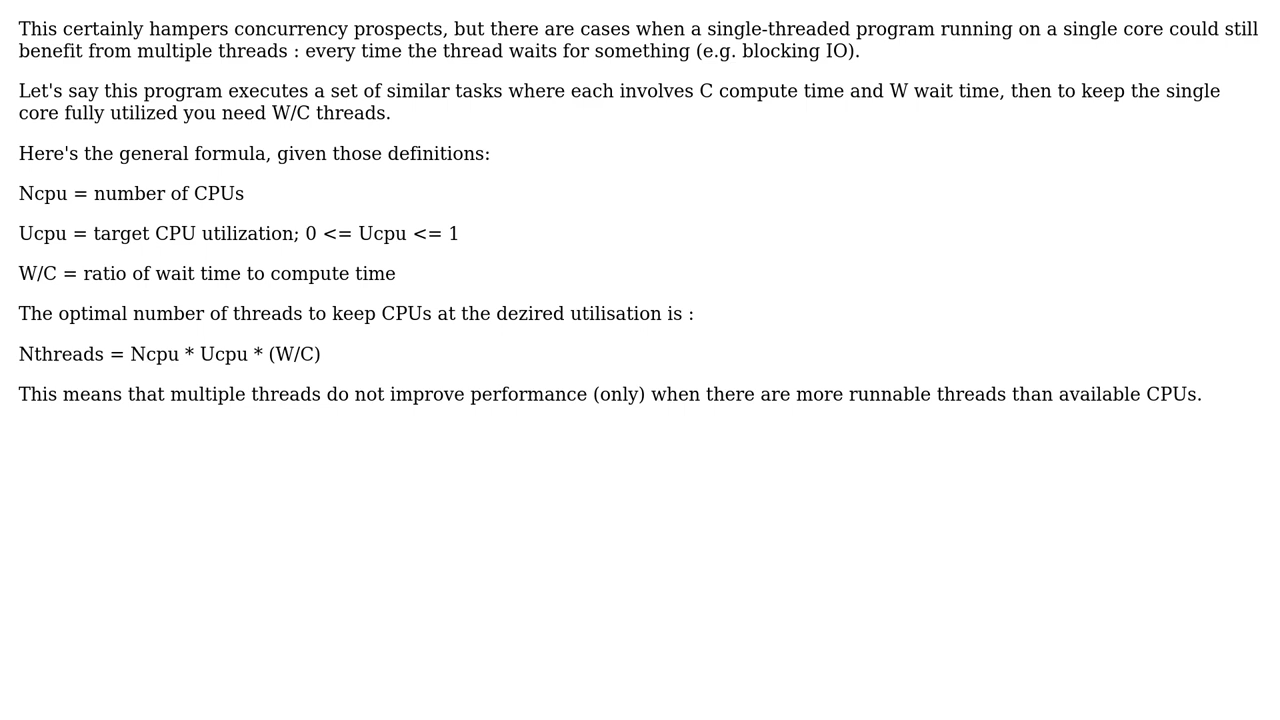 This certainly hampers concurrency prospects, but there are cases when a single-threaded program running on a single core could still
benefit from multiple threads : every time the thread waits for something (e.g. blocking IO).
Let's say this program executes a set of similar tasks where each involves C compute time and W wait time, then to keep the single
core fully utilized you need W/C threads.
Here's the general formula, given those definitions:
Ncpu = number of CPUs
Ucpu = target CPU utilization; 0 <= Ucpu <= 1
W/C = ratio of wait time to compute time
The optimal number of threads to keep CPUs at the dezired utilisation is :
Nthreads = Ncpu * Ucpu * (W/C)
This means that multiple threads do not improve performance (only) when there are more runnable threads than available CPUs.